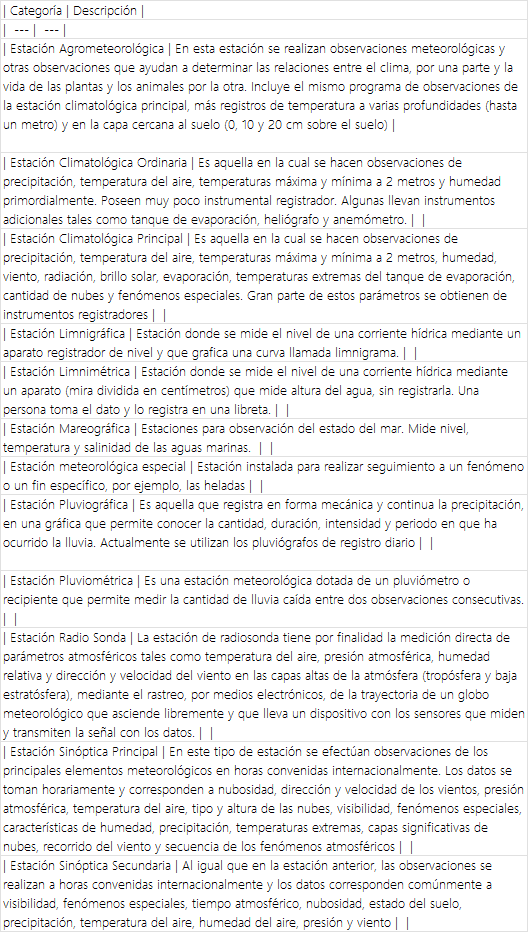 | Categoría | Descripción |
|  --- |  --- |
| Estación Agrometeorológica | En esta estación se realizan observaciones meteorológicas y
otras observaciones que ayudan a determinar las relaciones entre el clima, por una parte y la
vida de las plantas y los animales por la otra. Incluye el mismo programa de observaciones de
la estación climatológica principal, más registros de temperatura a varias profundidades (hasta
un metro) y en la capa cercana al suelo (0, 10 y 20 cm sobre el suelo) |
| Estación Climatológica Ordinaria | Es aquella en la cual se hacen observaciones de
precipitación, temperatura del aire, temperaturas máxima y mínima a 2 metros y humedad
primordialmente. Poseen muy poco instrumental registrador. Algunas llevan instrumentos
adicionales tales como tanque de evaporación, heliógrafo y anemómetro. |  |
| Estación Climatológica Principal | Es aquella en la cual se hacen observaciones de
precipitación, temperatura del aire, temperaturas máxima y mínima a 2 metros, humedad,
viento, radiación, brillo solar, evaporación, temperaturas extremas del tanque de evaporación,
cantidad de nubes y fenómenos especiales. Gran parte de estos parámetros se obtienen de
instrumentos registradores |  |
| Estación Limnigráfica | Estación donde se mide el nivel de una corriente hídrica mediante un
aparato registrador de nivel y que grafica una curva llamada limnigrama. |  |
| Estación Limnimétrica | Estación donde se mide el nivel de una corriente hídrica mediante
un aparato (mira dividida en centímetros) que mide altura del agua, sin registrarla. Una
persona toma el dato y lo registra en una libreta. |  |
| Estación Mareográfica | Estaciones para observación del estado del mar. Mide nivel,
temperatura y salinidad de las aguas marinas.  |  |
| Estación meteorológica especial | Estación instalada para realizar seguimiento a un fenómeno
o un fin específico, por ejemplo, las heladas |  |
| Estación Pluviográfica | Es aquella que registra en forma mecánica y continua la precipitación,
en una gráfica que permite conocer la cantidad, duración, intensidad y periodo en que ha
ocurrido la lluvia. Actualmente se utilizan los pluviógrafos de registro diario |  |
| Estación Pluviométrica | Es una estación meteorológica dotada de un pluviómetro o
recipiente que permite medir la cantidad de lluvia caída entre dos observaciones consecutivas.
|  |
| Estación Radio Sonda | La estación de radiosonda tiene por finalidad la medición directa de
parámetros atmosféricos tales como temperatura del aire, presión atmosférica, humedad
relativa y dirección y velocidad del viento en las capas altas de la atmósfera (tropósfera y baja
estratósfera), mediante el rastreo, por medios electrónicos, de la trayectoria de un globo
meteorológico que asciende libremente y que lleva un dispositivo con los sensores que miden
y transmiten la señal con los datos. |  |
| Estación Sinóptica Principal | En este tipo de estación se efectúan observaciones de los
principales elementos meteorológicos en horas convenidas internacionalmente. Los datos se
toman horariamente y corresponden a nubosidad, dirección y velocidad de los vientos, presión
atmosférica, temperatura del aire, tipo y altura de las nubes, visibilidad, fenómenos especiales,
características de humedad, precipitación, temperaturas extremas, capas significativas de
nubes, recorrido del viento y secuencia de los fenómenos atmosféricos |  |
| Estación Sinóptica Secundaria | Al igual que en la estación anterior, las observaciones se
realizan a horas convenidas internacionalmente y los datos corresponden comúnmente a
visibilidad, fenómenos especiales, tiempo atmosférico, nubosidad, estado del suelo,
precipitación, temperatura del aire, humedad del aire, presión y viento |  |